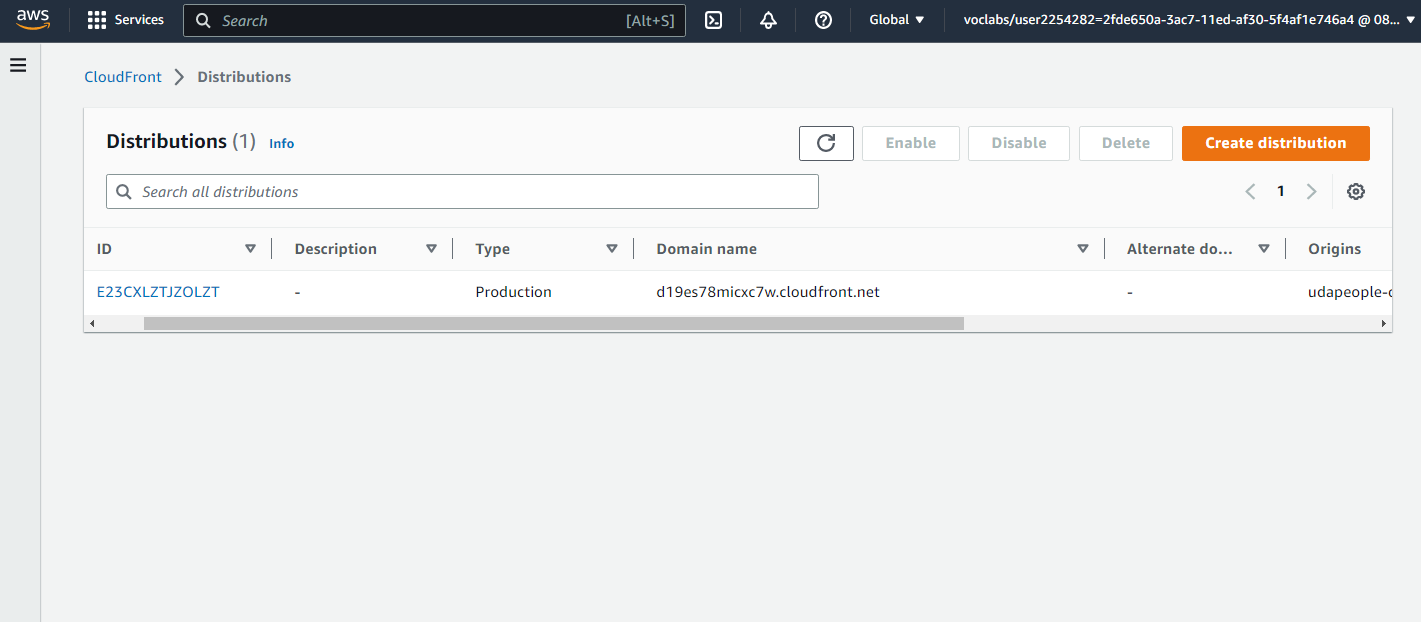 aws Services Search [Alt+S] Global voclabs/user2254282=2fde650a-3ac7-11ed-af30-5f4af1e746a4 @ 08...
CloudFront Distributions
Distributions (1) Info Enable Disable Delete Create distribution
Search all distributions 1
ID Description Type Domain name Alternate do... Origins
E23CXLZTJZOLZT - Production d19es78micxc7w.cloudfront.net - udapeople-c